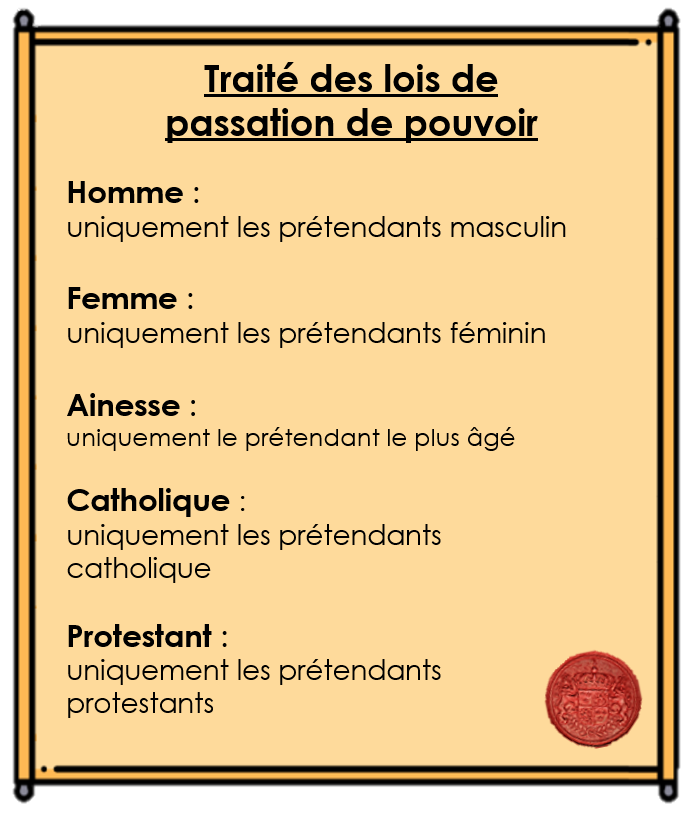 Traité des lois de
passation de pouvoir
Homme :
uniquement les prétendants masculin
Femme :
uniquement les prétendants féminin
Ainesse :
uniquement le prétendant le plus âgé
Catholique :
uniquement les prétendants
catholique
Protestant :
uniquement les prétendants
protestants